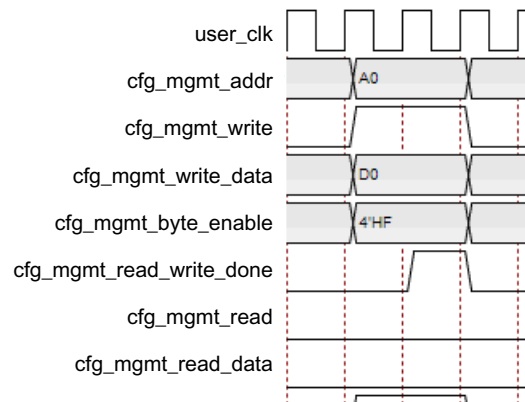 user_clk
cfg_mgmt_addr A0
cfg_mgmt_write
cfg_mgmt_write_data D0
cfg_mgmt_byte_enable 4'HF
cfg_mgmt_read_write_done
cfg_mgmt_read
cfg_mgmt_read_data